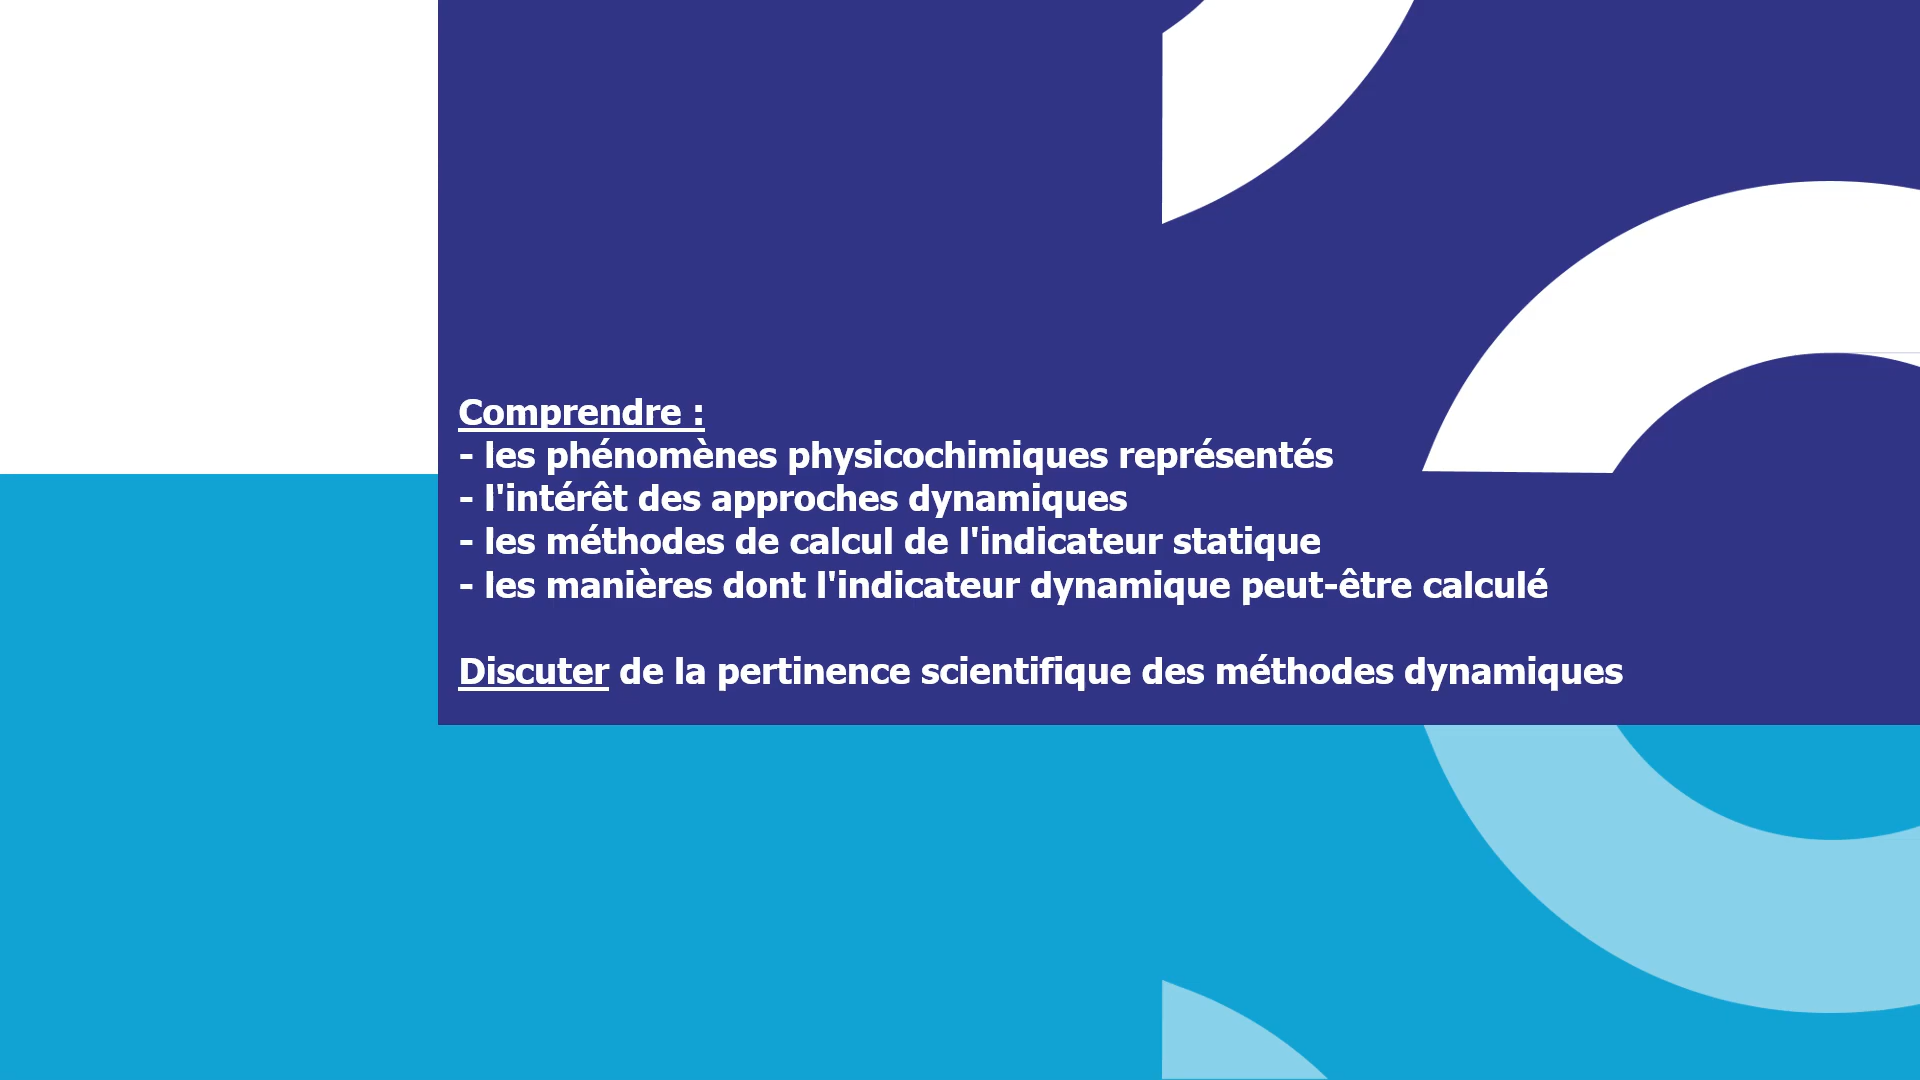 Comprendre :
- les phénomènes physicochimiques représentés
- l'intérêt des approches dynamiques
- les méthodes de calcul de l'indicateur statique
- les manières dont l'indicateur dynamique peut-être calculé
Discuter de la pertinence scientifique des méthodes dynamiques